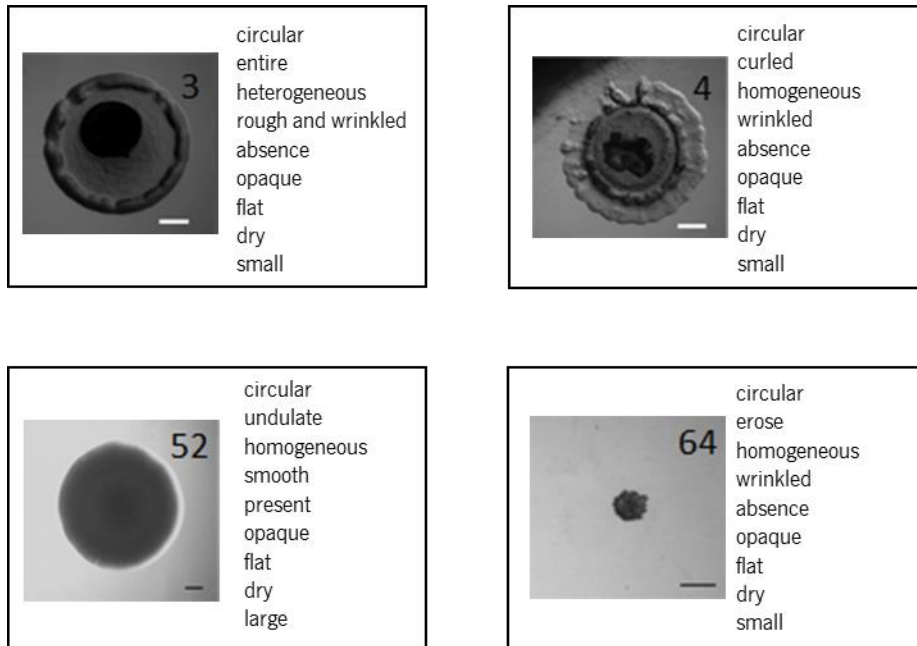 3
circular
entire
heterogeneous
rough and wrinkled
absence
opaque
flat
dry
small
4
circular
curled
homogeneous
wrinkled
absence
opaque
flat
dry
small
52
circular
undulate
homogeneous
smooth
present
opaque
flat
dry
large
64
circular
erose
homogeneous
wrinkled
absence
opaque
flat
dry
small